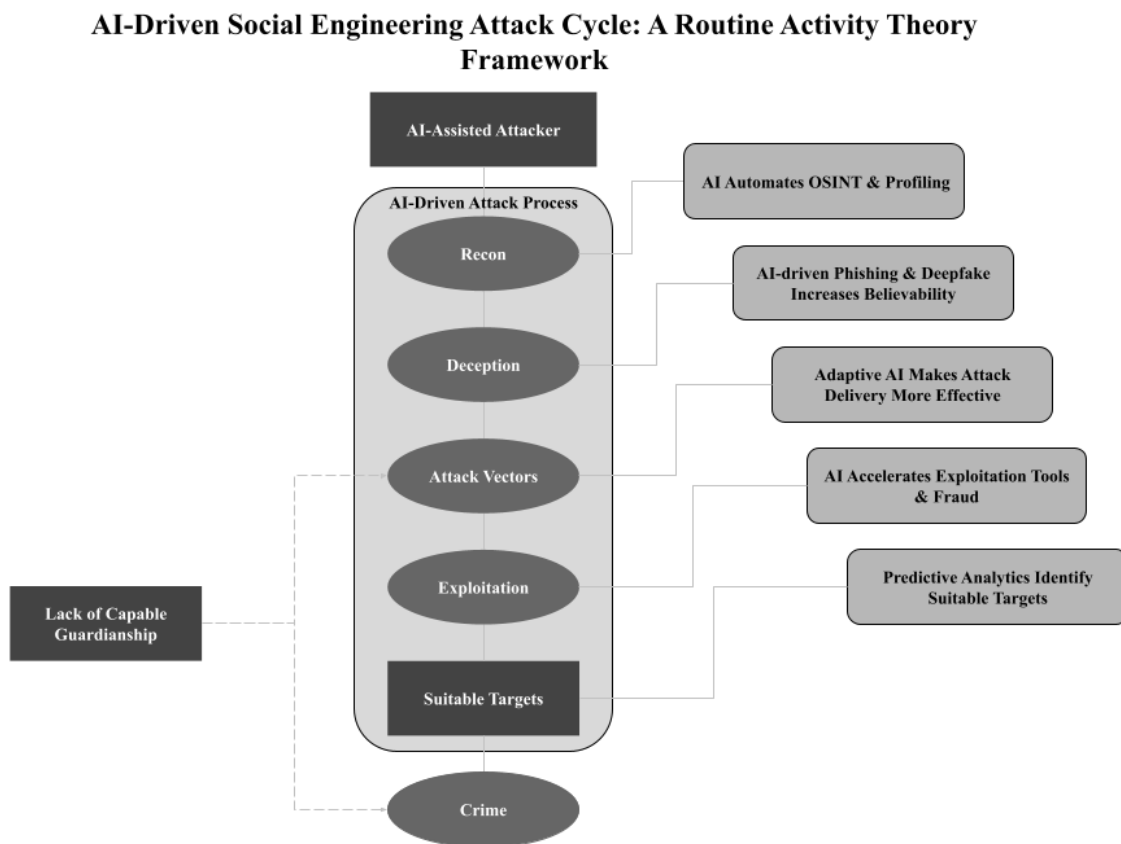 AI-Driven Social Engineering Attack Cycle: A Routine Activity Theory
Framework
AI-Assisted Attacker
AI Automates OSINT & Profiling
AI-Driven Attack Process
Recon
AI-driven Phishing & Deepfake
Increases Believability
Deception
Adaptive AI Makes Attack
Delivery More Effective
Attack Vectors
AI Accelerates Exploitation Tools
& Fraud
Exploitation
Predictive Analytics Identify
Suitable Targets
Lack of Capable
Guardianship
Suitable Targets
Crime